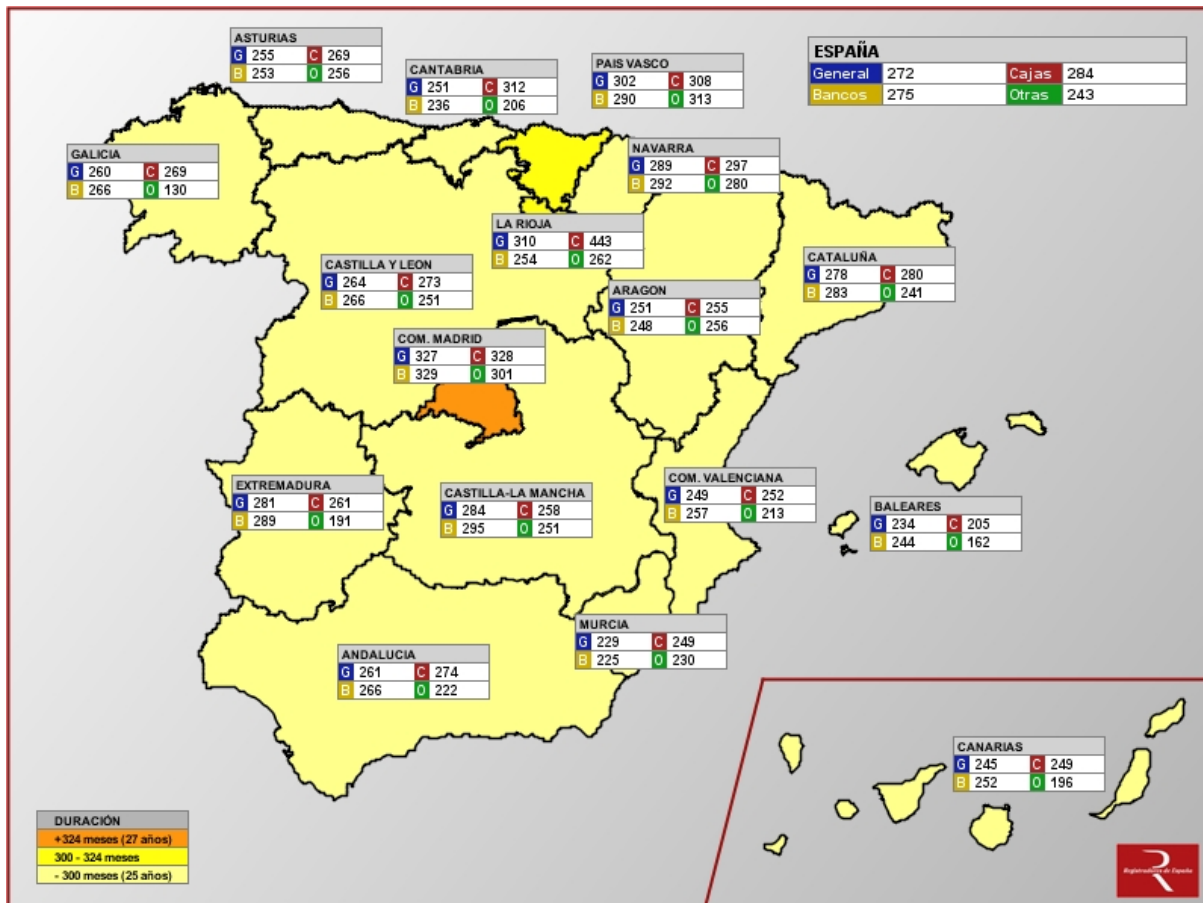 ASTURIAS
G 255 C 269
B 253 O 256
CANTABRIA
G 251 C 312
B 236 O 206
PAIS VASCO
G 302 C 308
B 290 O 313
ESPAÑA
General 272 Cajas 284
Bancos 275 Otras 243
GALICIA
G 260 C 269
B 266 O 130
NAVARRA
G 289 C 297
B 292 O 280
LA RIOJA
G 310 C 443
B 254 O 262
CASTILLA Y LEON
G 264 C 273
B 266 O 251
ARAGON
G 251 C 255
B 248 O 256
CATALUÑA
G 278 C 280
B 283 O 241
COM. MADRID
G 327 C 328
B 329 O 301
EXTREMADURA
G 281 C 261
B 289 O 191
CASTILLA-LA MANCHA
G 284 C 258
B 295 O 251
COM. VALENCIANA
G 249 C 252
B 257 O 213
BALEARES
G 234 C 205
B 244 O 162
MURCIA
G 229 C 249
B 225 O 230
ANDALUCIA
G 261 C 274
B 266 O 222
CANARIAS
G 245 C 249
B 252 O 196
DURACIÓN
+324 meses (27 años)
300 - 324 meses
- 300 meses (25 años)
R
Registradores de España